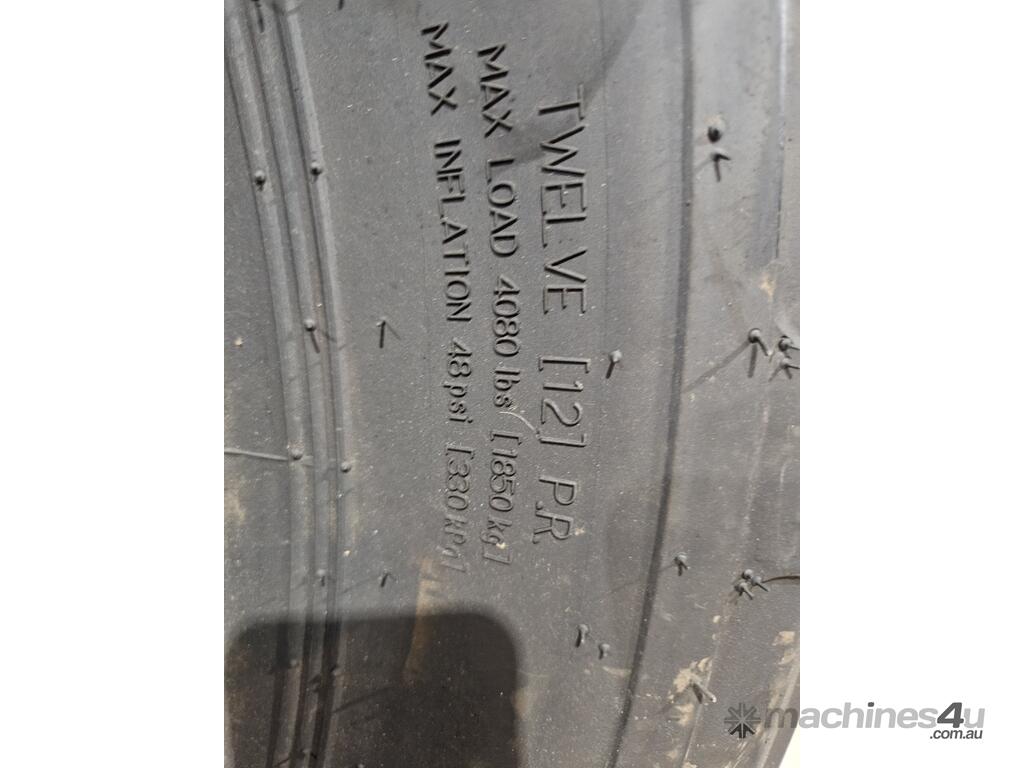 TWELVE [12] P.R
MAX LOAD 4080 lbs [1850 kg]
MAX INFLATION 48 psi [330 kPa]
machines4u
.com.au